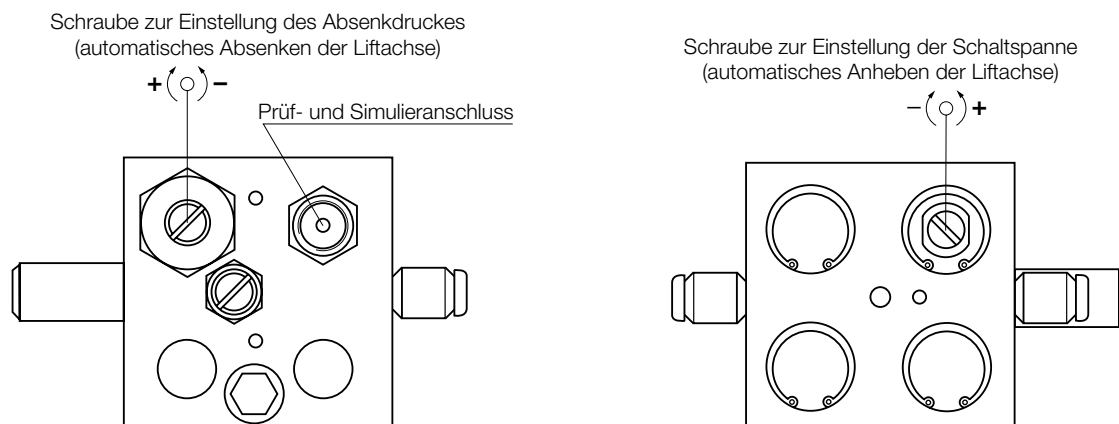 Schraube zur Einstellung des Absenkdruckes
(automatisches Absenken der Liftachse)
+ −
Prüf- und Simulieranschluss
Schraube zur Einstellung der Schaltspanne
(automatisches Anheben der Liftachse)
− +